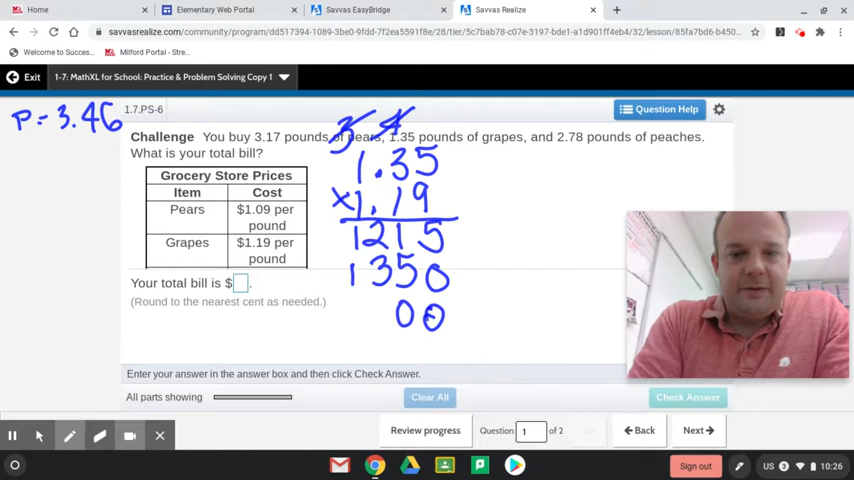 Home
Elementary Web Portal
Savvas EasyBridge
Savvas Realize
savvasrealize.com/community/program/dd517394-1089-3be0-9fdd-7f2ea5591f8e/28/tier/5c7bab78-c07e-3197-bde1-0f0cfeff4eb4/32/lesson/85fa7bd6-b450...
Welcome to Succes...
Milford Portal - Stre...
Exit
1-7: MathXL for School: Practice & Problem Solving Copy 1
P = 3.46
1.7.PS-6
Question Help
3 4
Challenge You buy 3.17 pounds of pears, 1.35 pounds of grapes, and 2.78 pounds of peaches.
What is your total bill?
Grocery Store Prices
Item Cost
Pears $1.09 per pound
Grapes $1.19 per pound
1.35
×1.19
1215
1350
00
Your total bill is $ .
(Round to the nearest cent as needed.)
Enter your answer in the answer box and then click Check Answer.
All parts showing
Clear All
Check Answer
Review progress
Question 1 of 2
Back
Next
Sign out
US 3 10:26